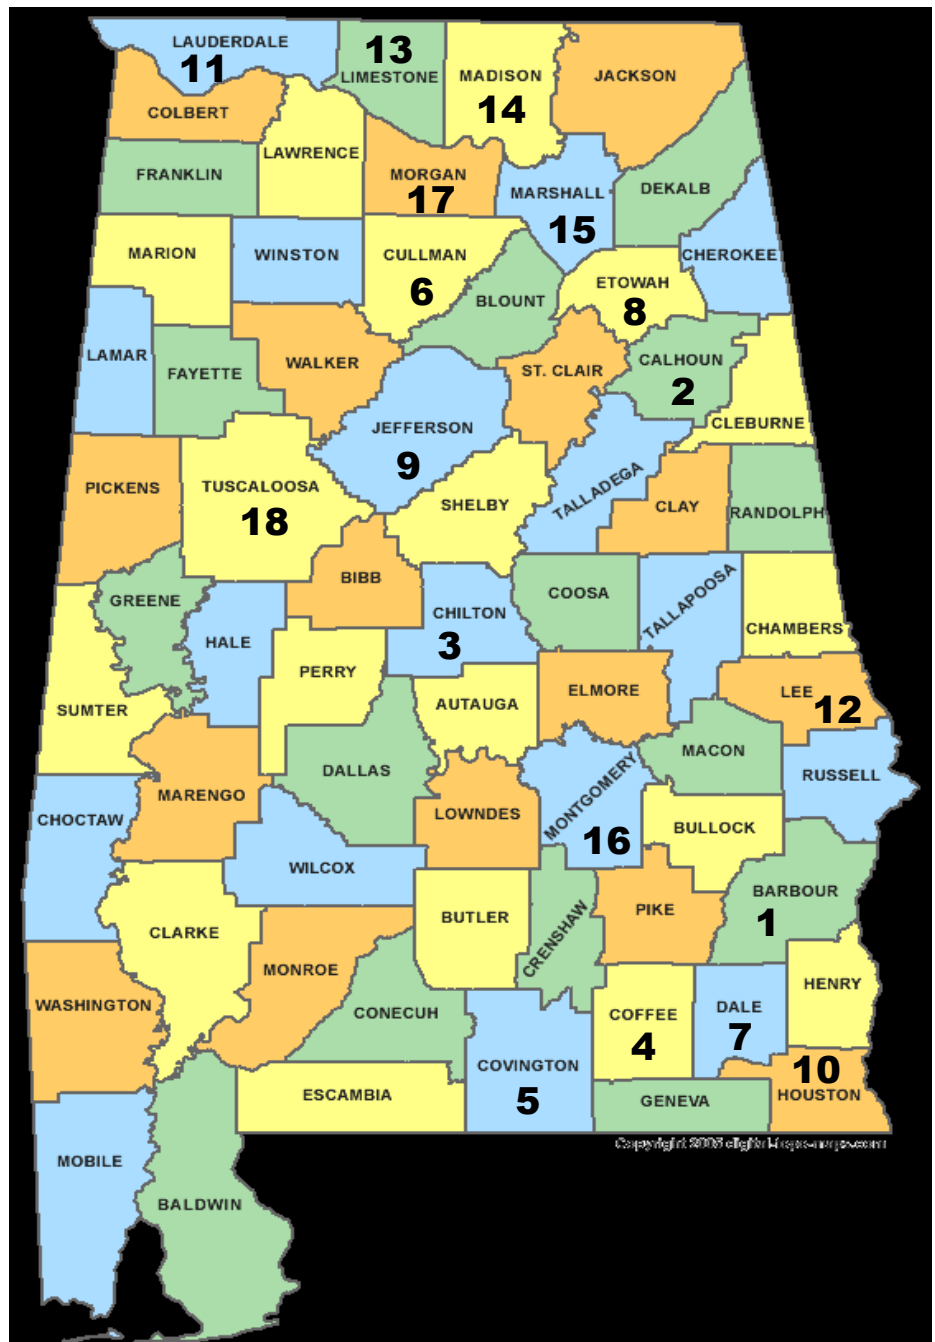 LAUDERDALE
11
13
LIMESTONE
MADISON
14
JACKSON
COLBERT
LAWRENCE
FRANKLIN
MORGAN
17
MARSHALL
15
DEKALB
MARION
WINSTON
CULLMAN
6
BLOUNT
ETOWAH
8
CHEROKEE
LAMAR
FAYETTE
WALKER
ST. CLAIR
CALHOUN
2
CLEBURNE
JEFFERSON
9
PICKENS
TUSCALOOSA
18
SHELBY
TALLADEGA
CLAY
RANDOLPH
GREENE
BIBB
HALE
CHILTON
3
COOSA
TALLAPOOSA
CHAMBERS
SUMTER
PERRY
AUTAUGA
ELMORE
LEE
12
MACON
RUSSELL
CHOCTAW
MARENGO
DALLAS
LOWNDES
MONTGOMERY
16
BULLOCK
WILCOX
CLARKE
BUTLER
CRENSHAW
PIKE
BARBOUR
1
WASHINGTON
MONROE
CONECUH
COVINGTON
5
COFFEE
4
DALE
7
HENRY
10
HOUSTON
ESCAMBIA
GENEVA
MOBILE
BALDWIN
Copyright 2005